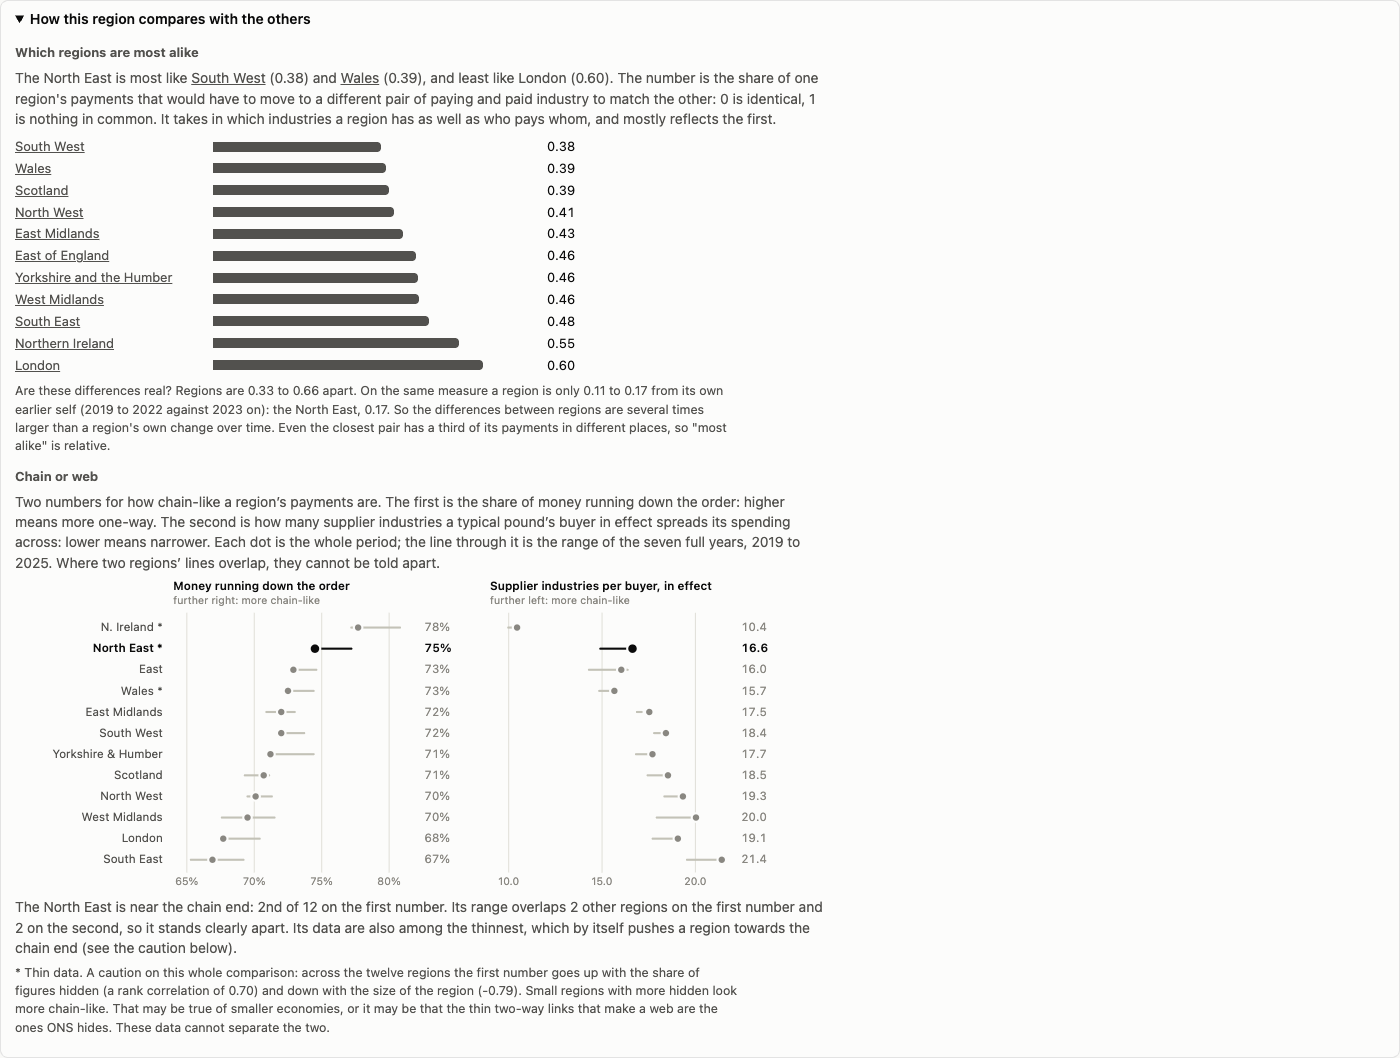 ▼ How this region compares with the others
Which regions are most alike
The North East is most like South West (0.38) and Wales (0.39), and least like London (0.60). The number is the share of one
region's payments that would have to move to a different pair of paying and paid industry to match the other: 0 is identical, 1
is nothing in common. It takes in which industries a region has as well as who pays whom, and mostly reflects the first.
South West 0.38
Wales 0.39
Scotland 0.39
North West 0.41
East Midlands 0.43
East of England 0.46
Yorkshire and the Humber 0.46
West Midlands 0.46
South East 0.48
Northern Ireland 0.55
London 0.60
Are these differences real? Regions are 0.33 to 0.66 apart. On the same measure a region is only 0.11 to 0.17 from its own
earlier self (2019 to 2022 against 2023 on): the North East, 0.17. So the differences between regions are several times
larger than a region's own change over time. Even the closest pair has a third of its payments in different places, so "most
alike" is relative.
Chain or web
Two numbers for how chain-like a region’s payments are. The first is the share of money running down the order: higher
means more one-way. The second is how many supplier industries a typical pound’s buyer in effect spreads its spending
across: lower means narrower. Each dot is the whole period; the line through it is the range of the seven full years, 2019 to
2025. Where two regions’ lines overlap, they cannot be told apart.
Money running down the order Supplier industries per buyer, in effect
further right: more chain-like further left: more chain-like
N. Ireland * 78% 10.4
North East * 75% 16.6
East 73% 16.0
Wales * 73% 15.7
East Midlands 72% 17.5
South West 72% 18.4
Yorkshire & Humber 71% 17.7
Scotland 71% 18.5
North West 70% 19.3
West Midlands 70% 20.0
London 68% 19.1
South East 67% 21.4
65% 70% 75% 80% 10.0 15.0 20.0
The North East is near the chain end: 2nd of 12 on the first number. Its range overlaps 2 other regions on the first number and
2 on the second, so it stands clearly apart. Its data are also among the thinnest, which by itself pushes a region towards the
chain end (see the caution below).
* Thin data. A caution on this whole comparison: across the twelve regions the first number goes up with the share of
figures hidden (a rank correlation of 0.70) and down with the size of the region (-0.79). Small regions with more hidden look
more chain-like. That may be true of smaller economies, or it may be that the thin two-way links that make a web are the
ones ONS hides. These data cannot separate the two.